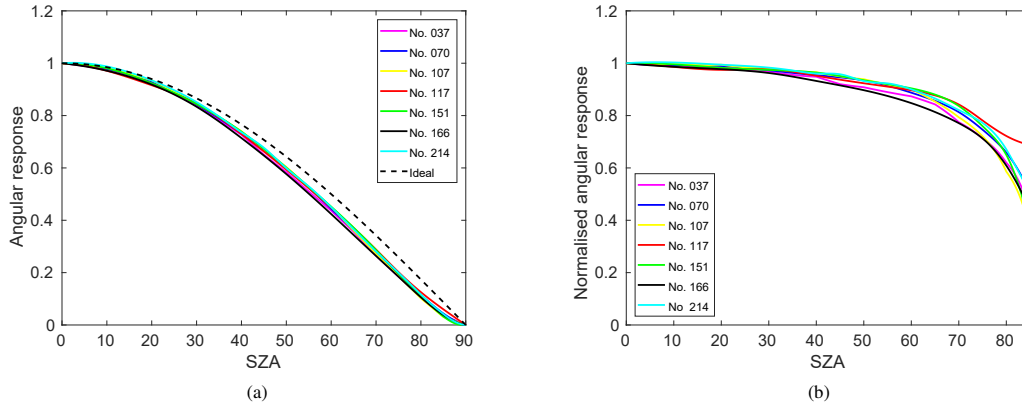 1.2
1
0.8
0.6
0.4
0.2
0
Angular response
0 10 20 30 40 50 60 70 80 90
SZA
No. 037
No. 070
No. 107
No. 117
No. 151
No. 166
No. 214
Ideal
(a)
1.2
1
0.8
0.6
0.4
0.2
0
Normalised angular response
0 10 20 30 40 50 60 70 80
SZA
No. 037
No. 070
No. 107
No. 117
No. 151
No. 166
No 214
(b)